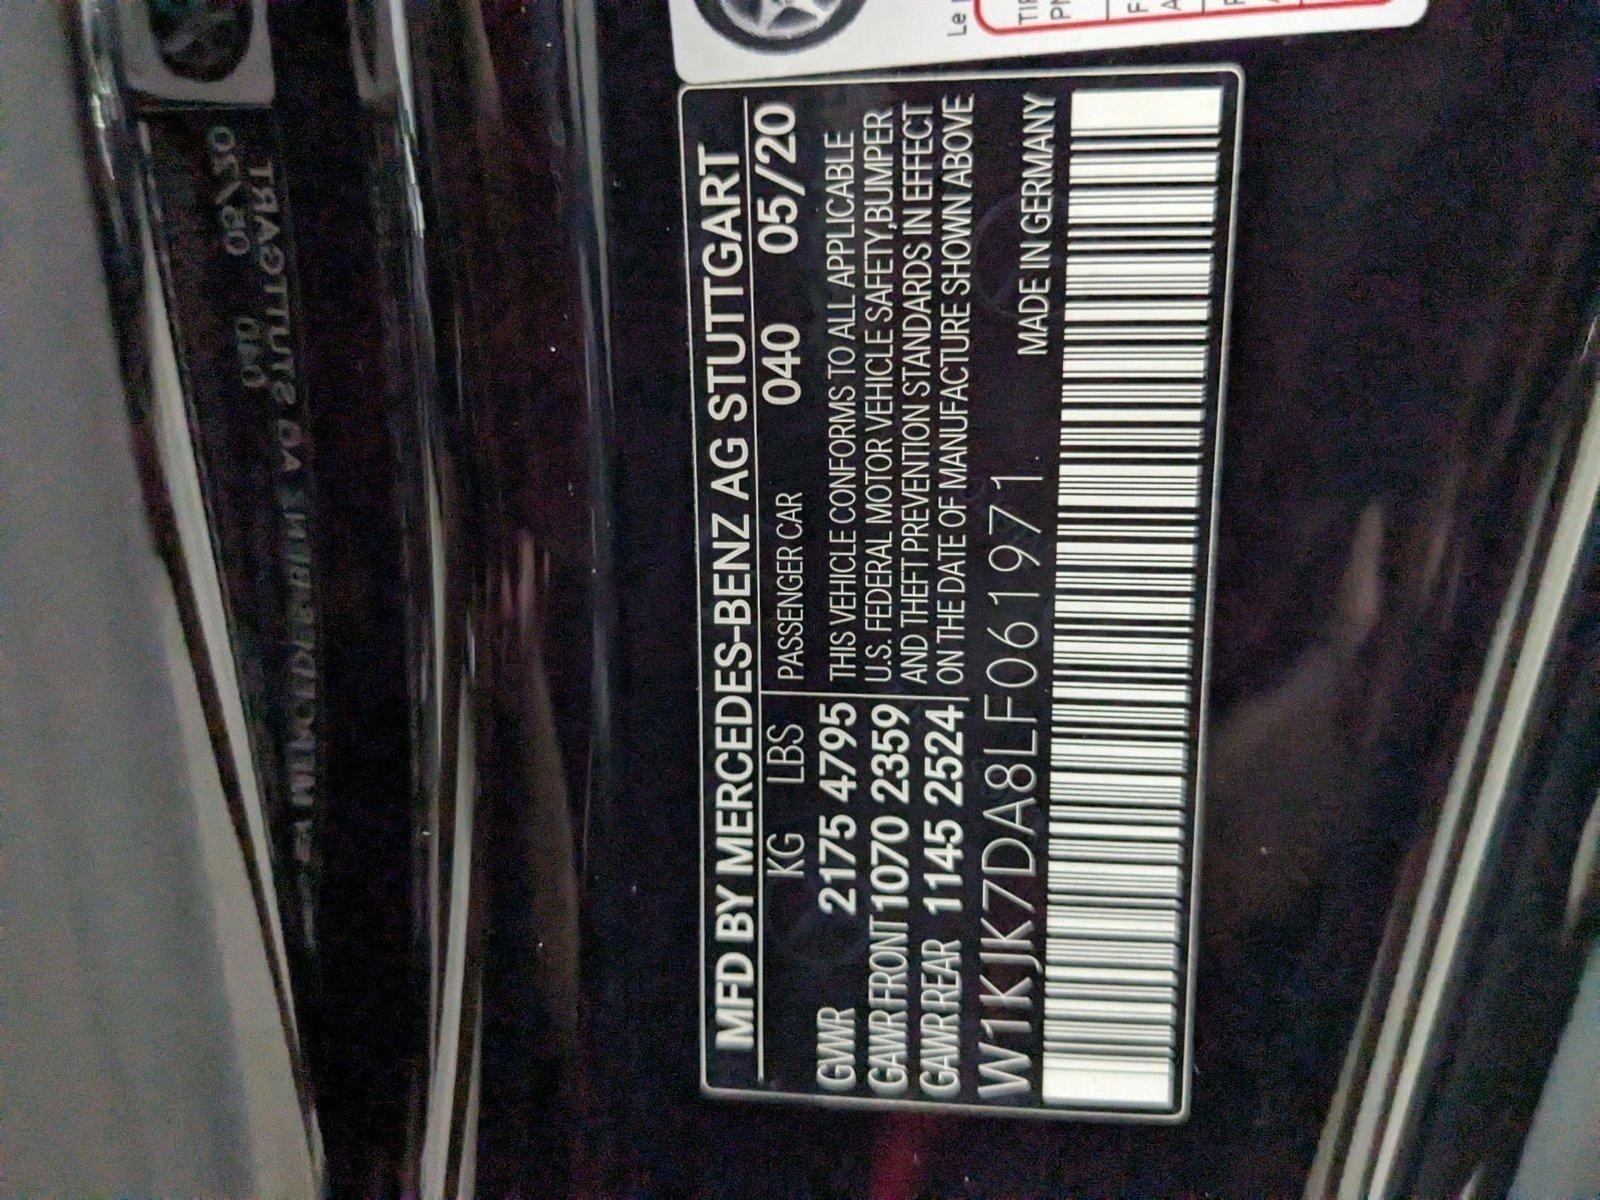 Le
TI
MFD BY MERCEDES-BENZ AG STUTTGART
KG LBS PASSENGER CAR 040 05/20
GVWR 2175 4795 THIS VEHICLE CONFORMS TO ALL APPLICABLE
GAWR FRONT 1070 2359 U.S. FEDERAL MOTOR VEHICLE SAFETY,BUMPER
GAWR REAR 1145 2524 AND THEFT PREVENTION STANDARDS IN EFFECT
ON THE DATE OF MANUFACTURE SHOWN ABOVE
W1KJK7DA8LF061971 MADE IN GERMANY